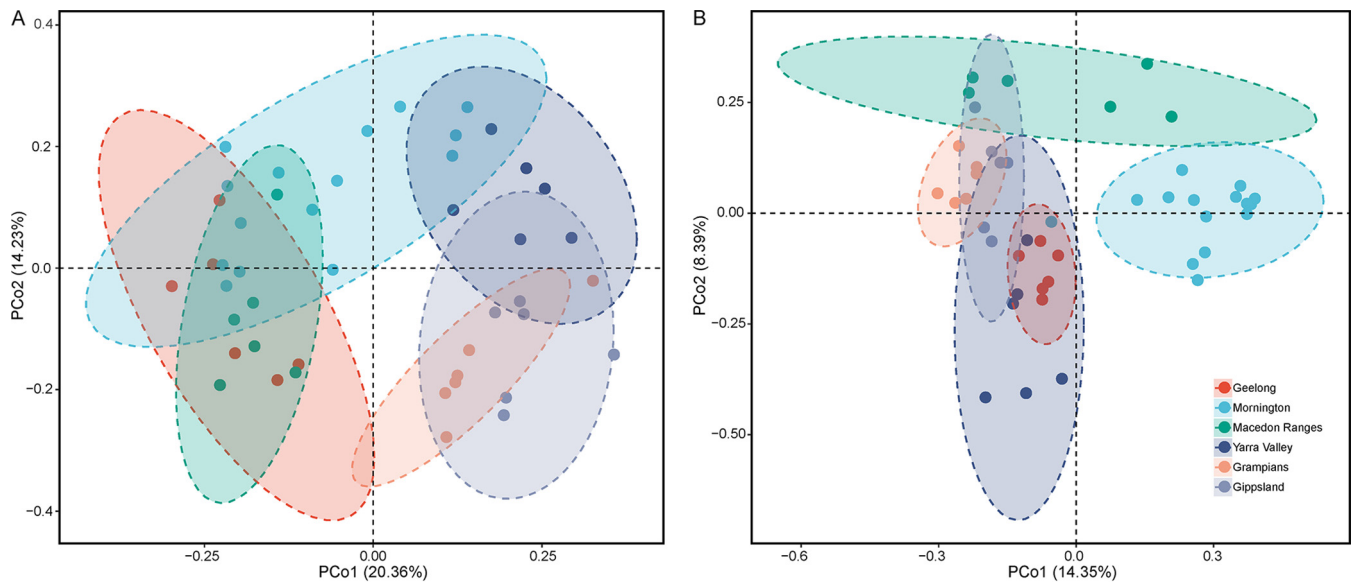 A
0.4
0.2
0.0
−0.2
−0.4
PCo2 (14.23%)
−0.25
0.00
0.25
PCo1 (20.36%)
B
0.25
0.00
−0.25
−0.50
PCo2 (8.39%)
−0.6
−0.3
0.0
0.3
PCo1 (14.35%)
Geelong
Mornington
Macedon Ranges
Yarra Valley
Grampians
Gippsland